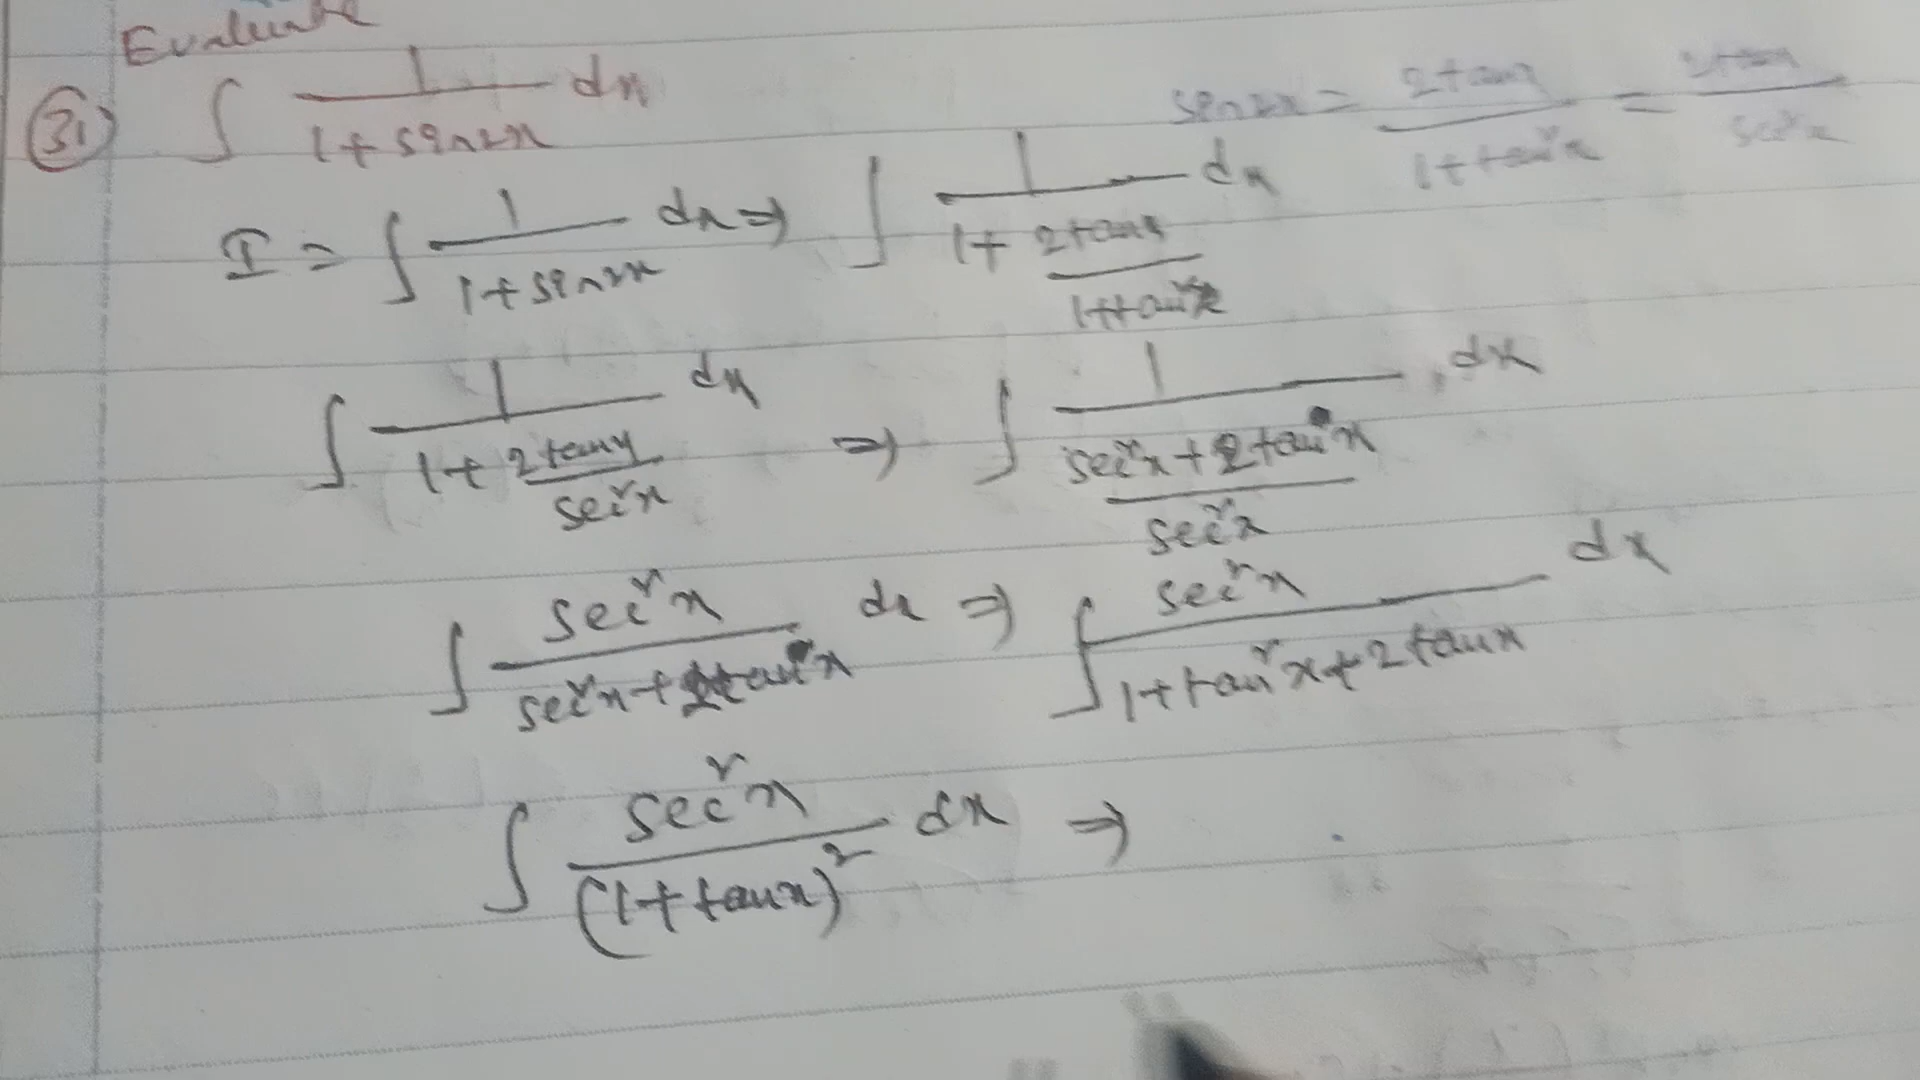 Evaluate
(31) ∫ 1/(1+sin2x) dx
sin2x = 2tanx/(1+tan²x) = 2tanx/sec²x
I = ∫ 1/(1+sin2x) dx ⇒ ∫ 1/(1+ 2tanx/(1+tan²x)) dx
∫ 1/(1+ 2tanx/sec²x) dx ⇒ ∫ 1/((sec²x+2tanx)/sec²x) dx
∫ sec²x/(sec²x+2tanx) dx ⇒ ∫ sec²x/(1+tan²x+2tanx) dx
∫ sec²x/(1+tanx)² dx ⇒